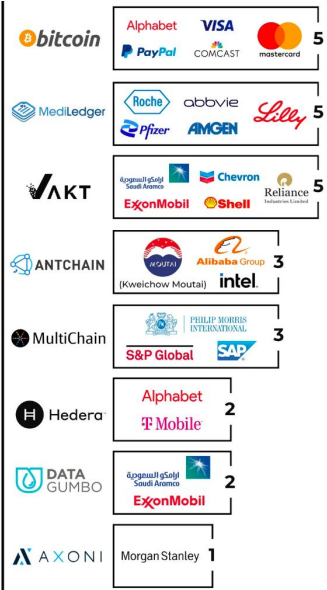 bitcoin
Alphabet VISA
PayPal COMCAST mastercard
5
MediLedger
Roche abbvie Lilly
Pfizer AMGEN
5
VAKT
أرامكو السعودية
Saudi Aramco
Chevron
Reliance
Industries Limited
ExxonMobil Shell
5
ANTCHAIN
MOUTAI
Alibaba Group
(Kweichow Moutai) intel.
3
MultiChain
PHILIP MORRIS
INTERNATIONAL
S&P Global SAP
3
Hedera
H
Alphabet
T Mobile
2
DATA
GUMBO
أرامكو السعودية
Saudi Aramco
ExxonMobil
2
AXONI
Morgan Stanley
1